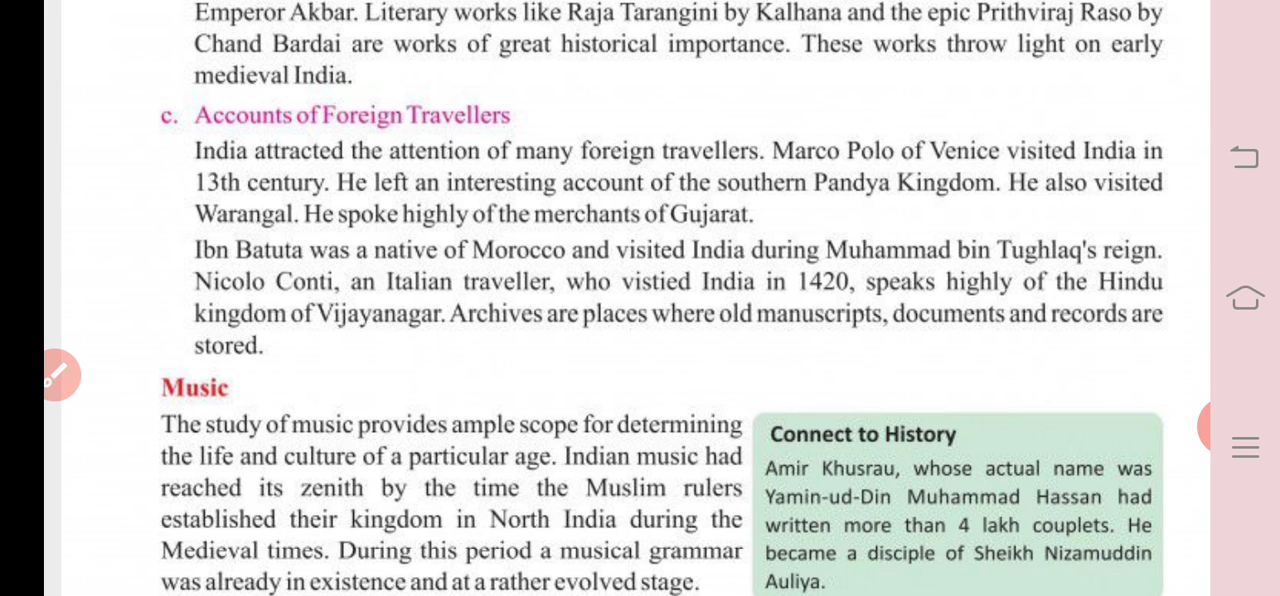 Emperor Akbar. Literary works like Raja Tarangini by Kalhana and the epic Prithviraj Raso by
Chand Bardai are works of great historical importance. These works throw light on early
medieval India.
c. Accounts of Foreign Travellers
India attracted the attention of many foreign travellers. Marco Polo of Venice visited India in
13th century. He left an interesting account of the southern Pandya Kingdom. He also visited
Warangal. He spoke highly of the merchants of Gujarat.
Ibn Batuta was a native of Morocco and visited India during Muhammad bin Tughlaq's reign.
Nicolo Conti, an Italian traveller, who vistied India in 1420, speaks highly of the Hindu
kingdom of Vijayanagar. Archives are places where old manuscripts, documents and records are
stored.
Music
The study of music provides ample scope for determining
the life and culture of a particular age. Indian music had
reached its zenith by the time the Muslim rulers
established their kingdom in North India during the
Medieval times. During this period a musical grammar
was already in existence and at a rather evolved stage.
Connect to History
Amir Khusrau, whose actual name was
Yamin-ud-Din Muhammad Hassan had
written more than 4 lakh couplets. He
became a disciple of Sheikh Nizamuddin
Auliya.